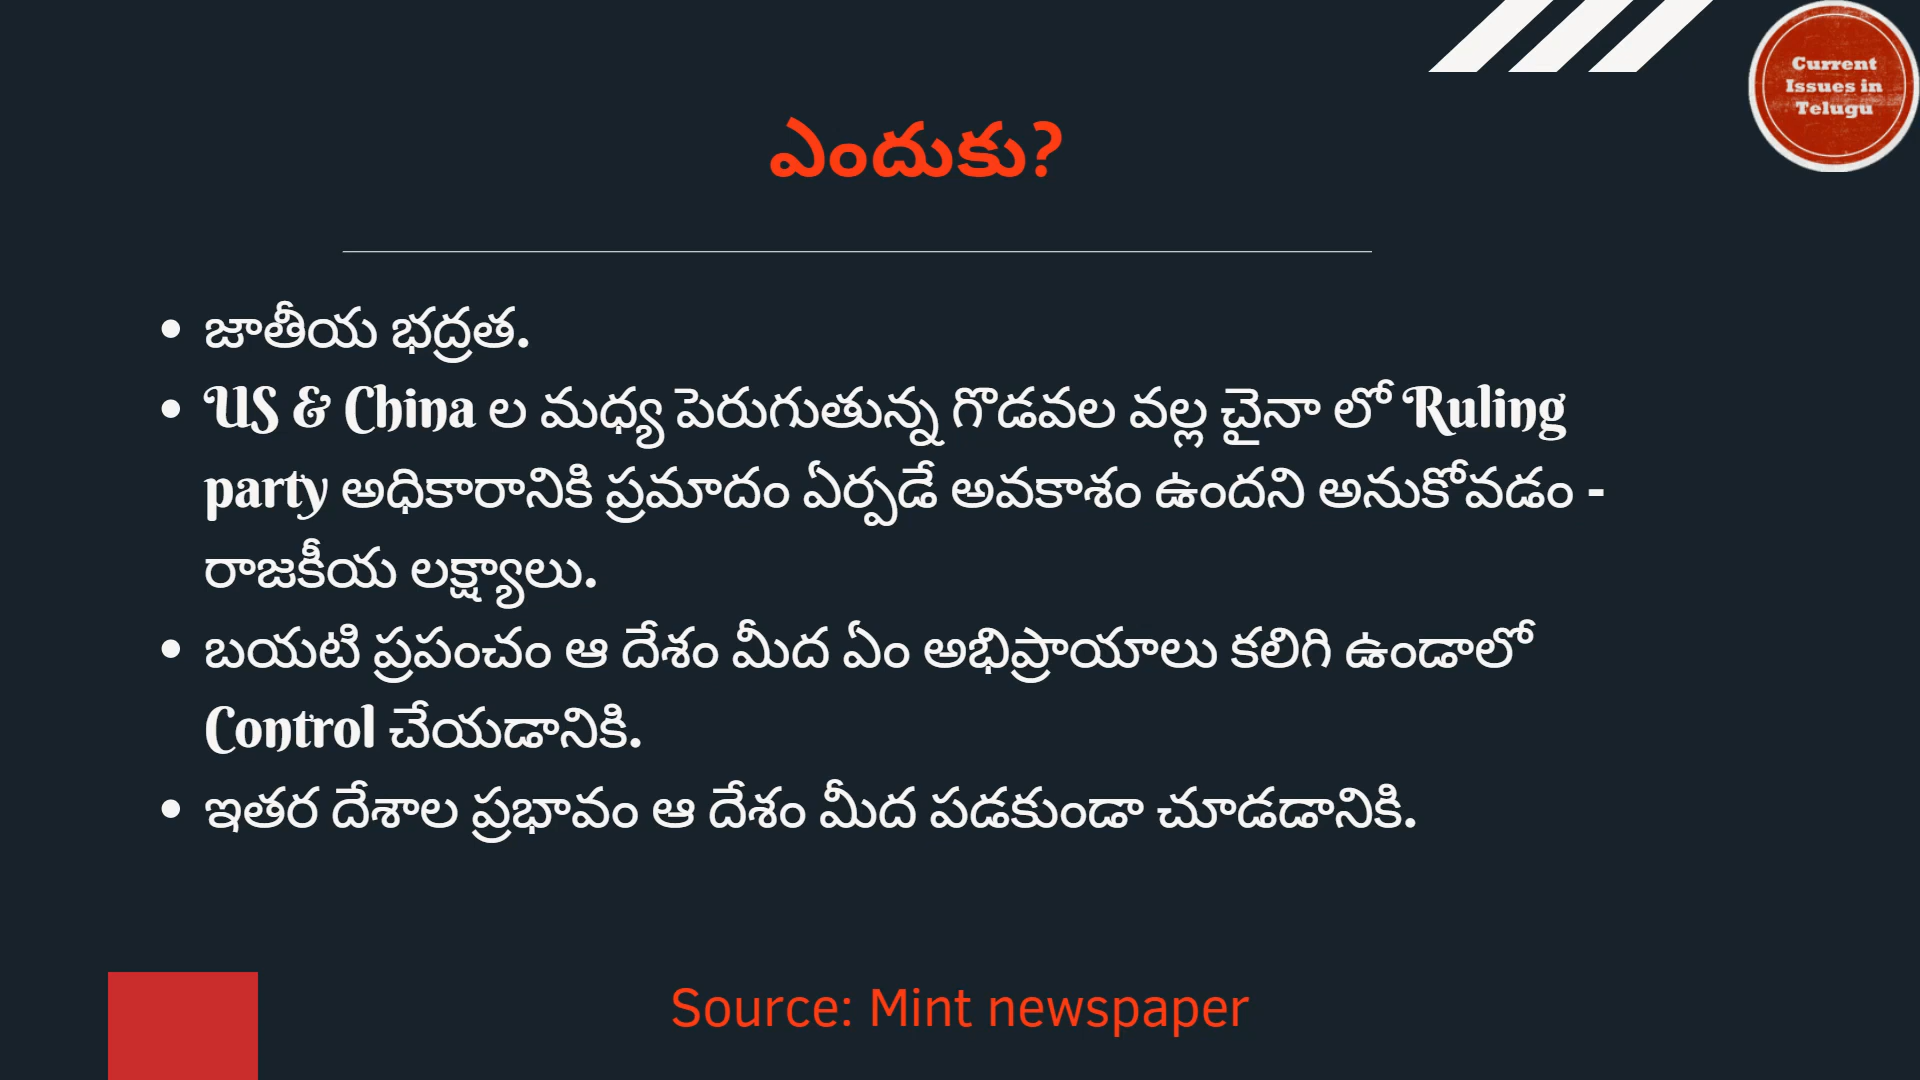 Current
Issues in
Telugu
ఎందుకు?
• జాతీయ భద్రత.
• US & China ల మధ్య పెరుగుతున్న గొడవల వల్ల చైనా లో Ruling
party అధికారానికి ప్రమాదం ఏర్పడే అవకాశం ఉందని అనుకోవడం -
రాజకీయ లక్ష్యాలు.
• బయటి ప్రపంచం ఆ దేశం మీద ఏం అభిప్రాయాలు కలిగి ఉండాలో
Control చేయడానికి.
• ఇతర దేశాల ప్రభావం ఆ దేశం మీద పడకుండా చూడడానికి.
Source: Mint newspaper